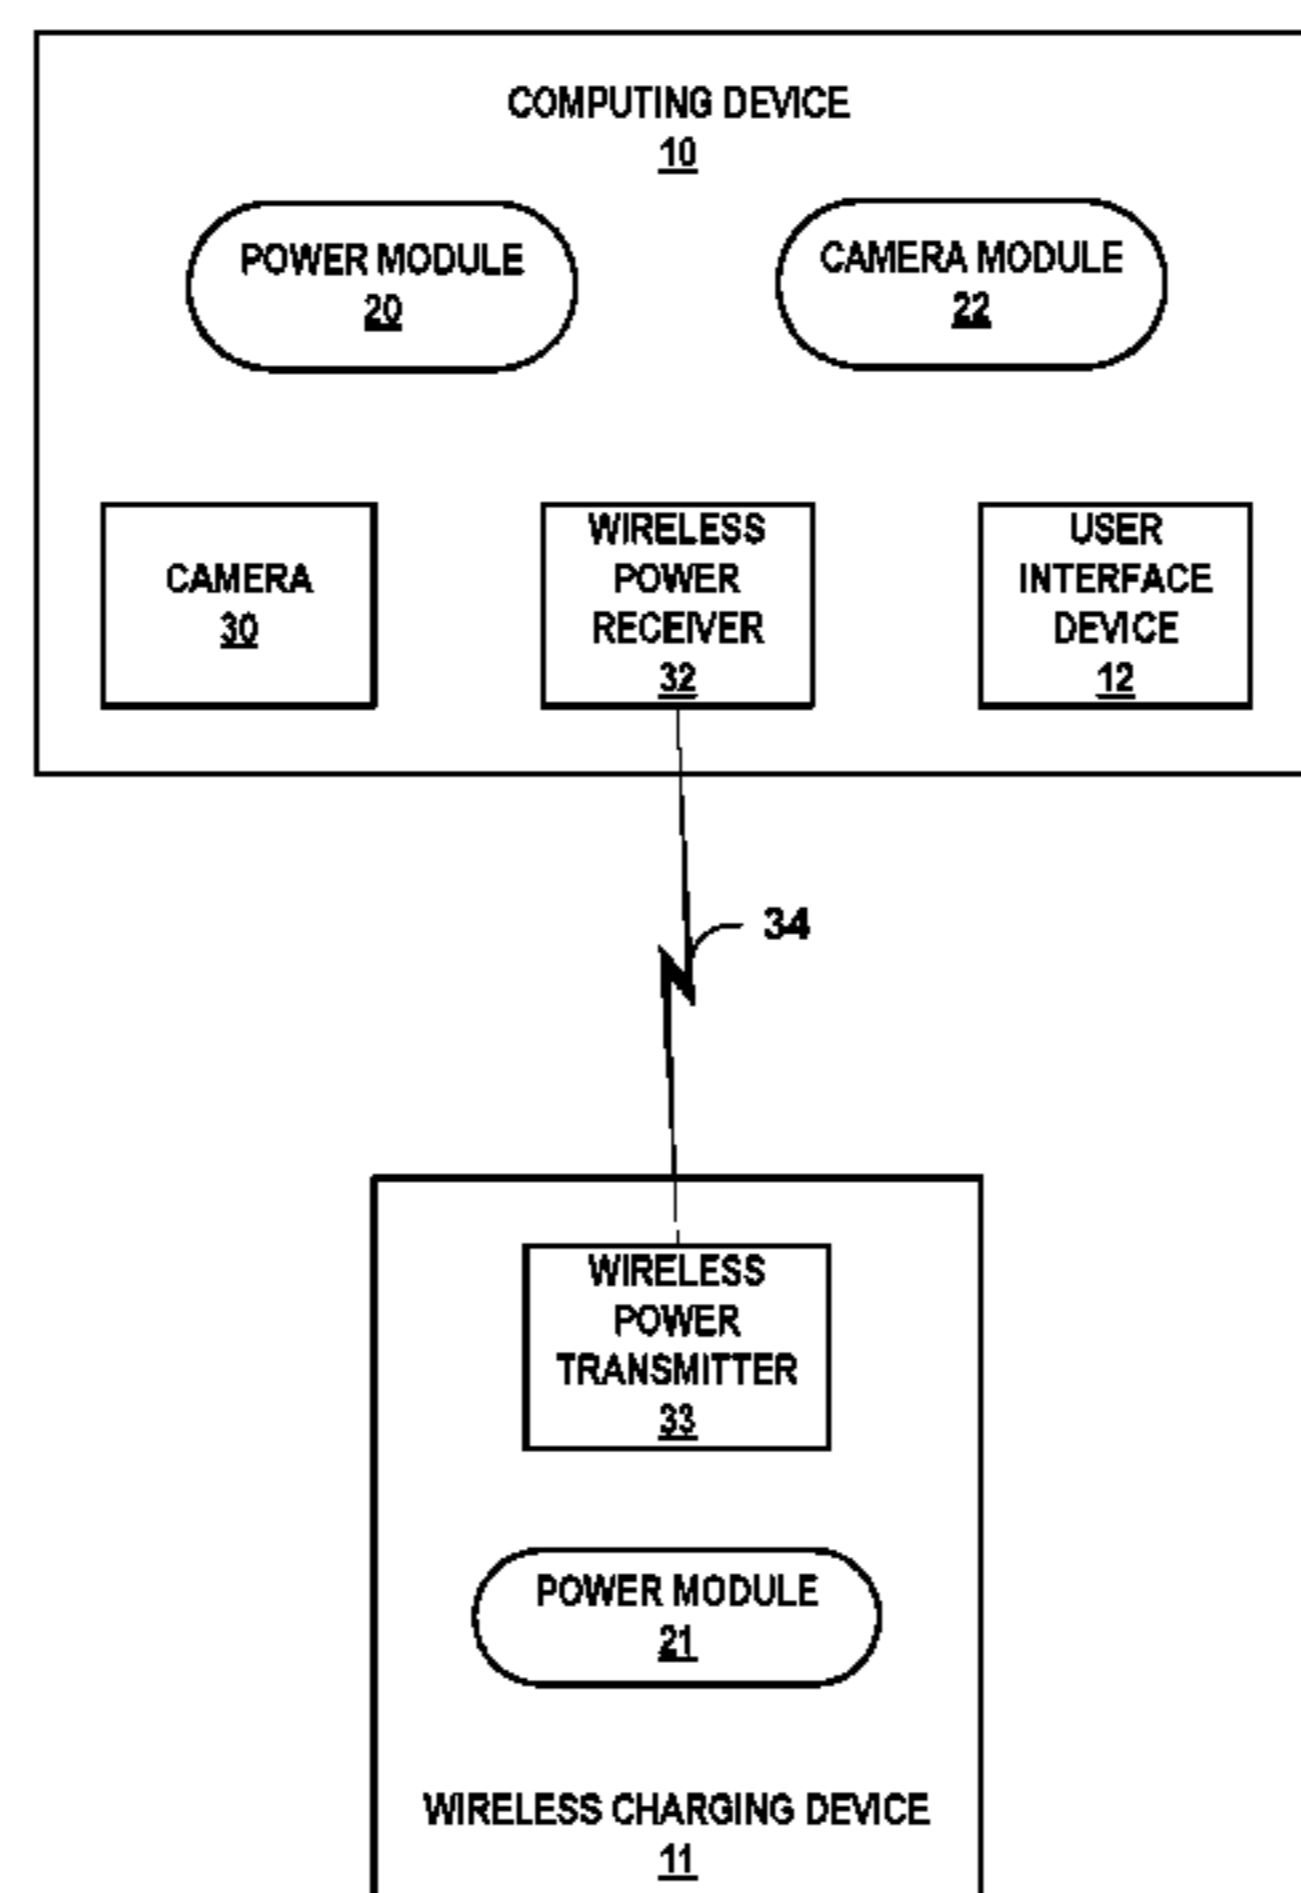 COMPUTING DEVICE
10
POWER MODULE
20
CAMERA MODULE
22
CAMERA
30
WIRELESS
POWER
RECEIVER
32
USER
INTERFACE
DEVICE
12
34
WIRELESS
POWER
TRANSMITTER
33
POWER MODULE
21
WIRELESS CHARGING DEVICE
11